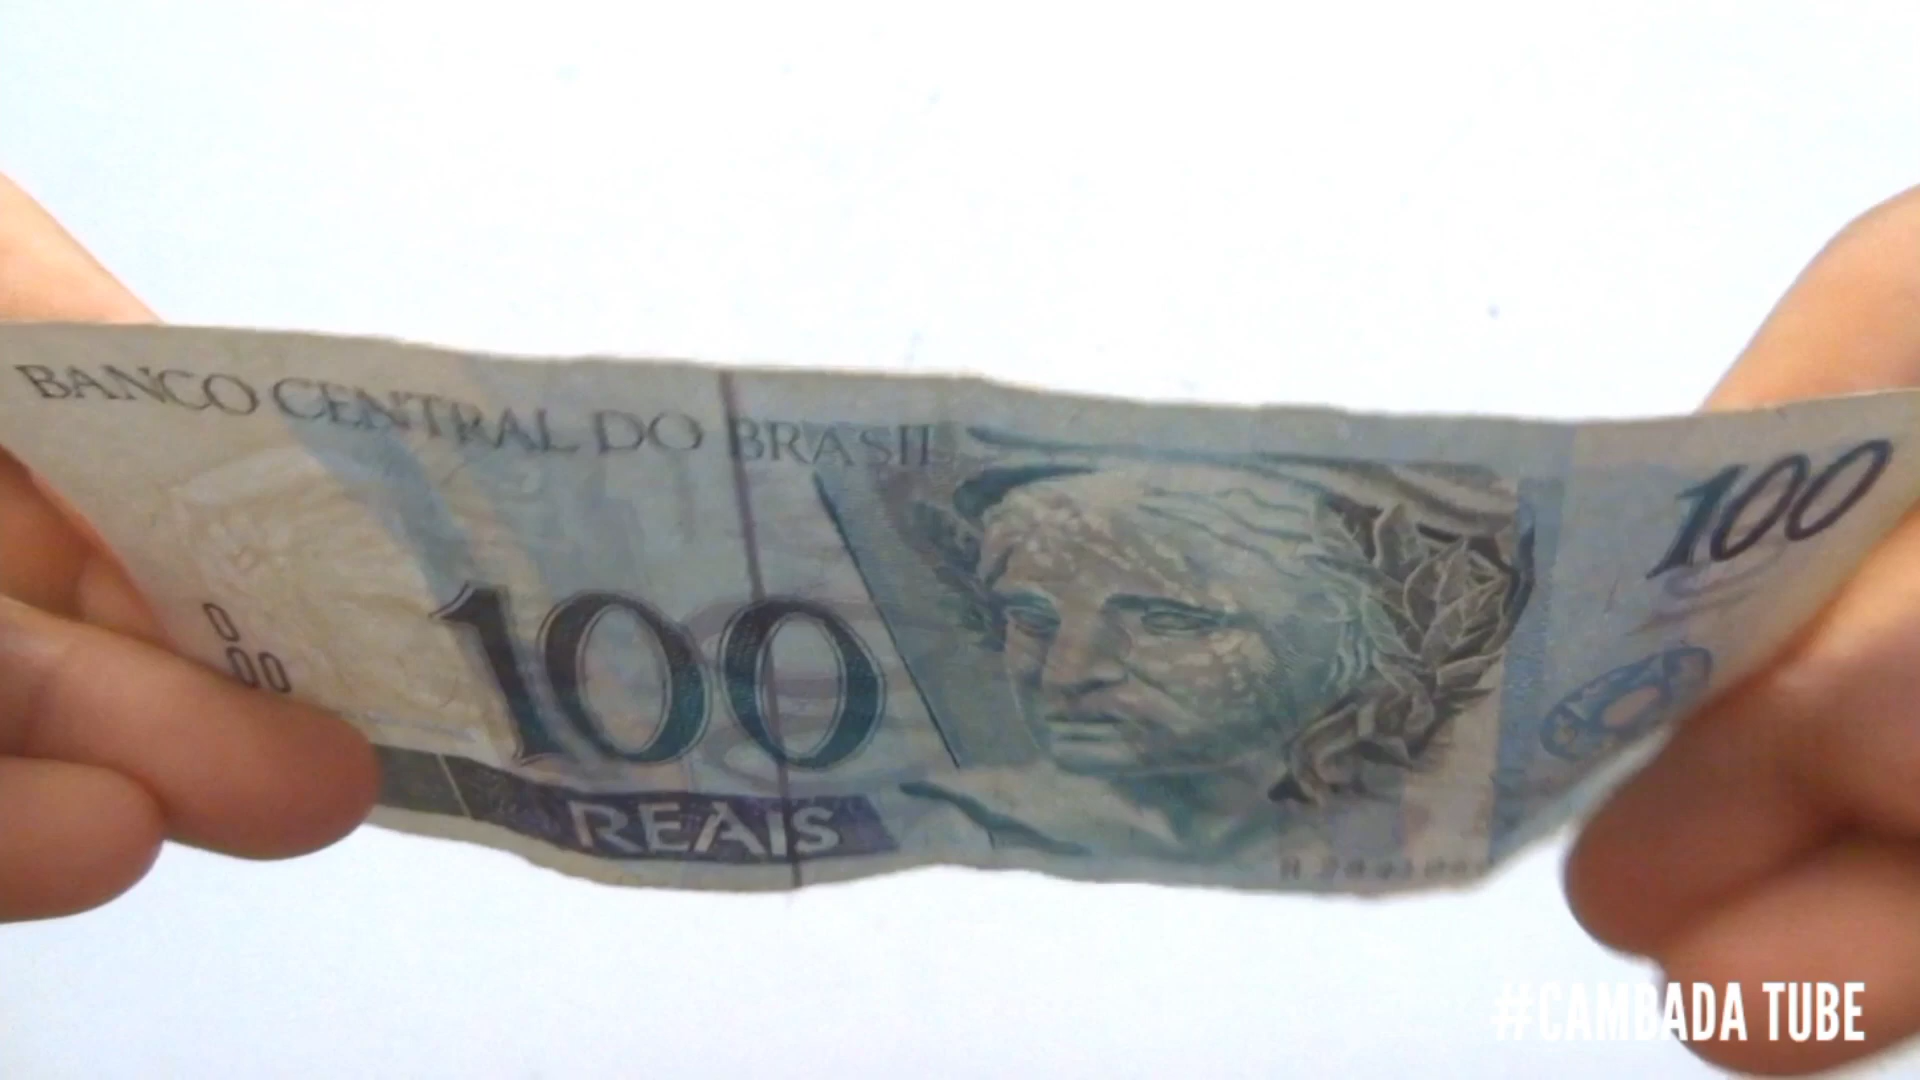 BANCO CENTRAL DO BRASIL
100
100
REAIS
#CAMBADA TUBE